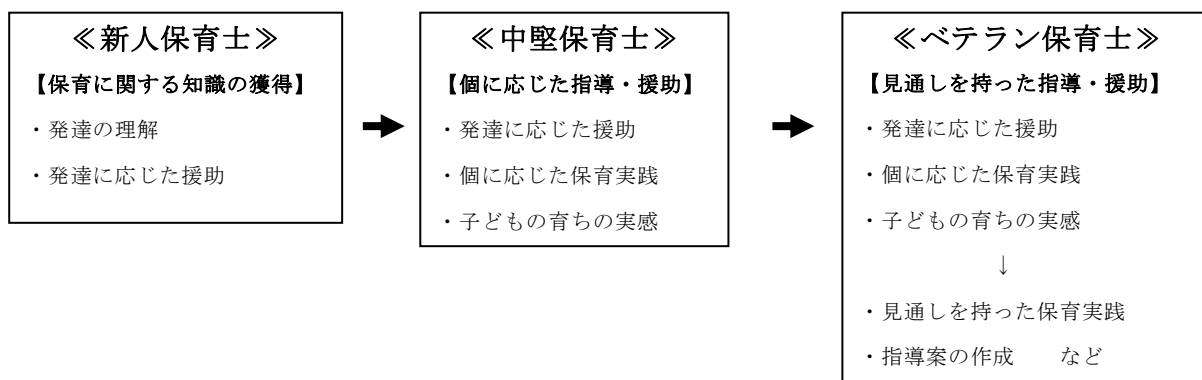 ≪新人保育士≫
【保育に関する知識の獲得】
・発達の理解
・発達に応じた援助
≪中堅保育士≫
【個に応じた指導・援助】
・発達に応じた援助
・個に応じた保育実践
・子どもの育ちの実感
≪ベテラン保育士≫
【見通しを持った指導・援助】
・発達に応じた援助
・個に応じた保育実践
・子どもの育ちの実感
↓
・見通しを持った保育実践
・指導案の作成　　など